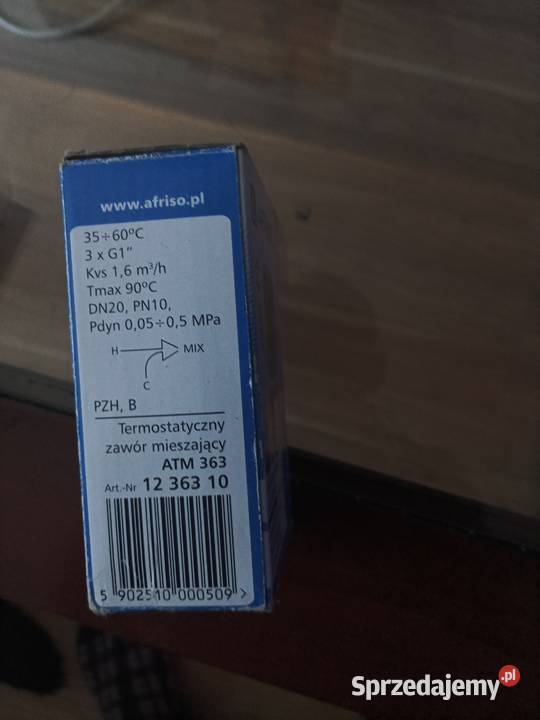 www.afriso.pl
35÷60°C
3 x G1"
Kvs 1,6 m³/h
Tmax 90°C
DN20, PN10,
Pdyn 0,05÷0,5 MPa
H MIX
C
PZH, B
Termostatyczny
zawór mieszający
ATM 363
Art.-Nr 12 363 10
5 902510 000509 >
Sprzedajemy.pl